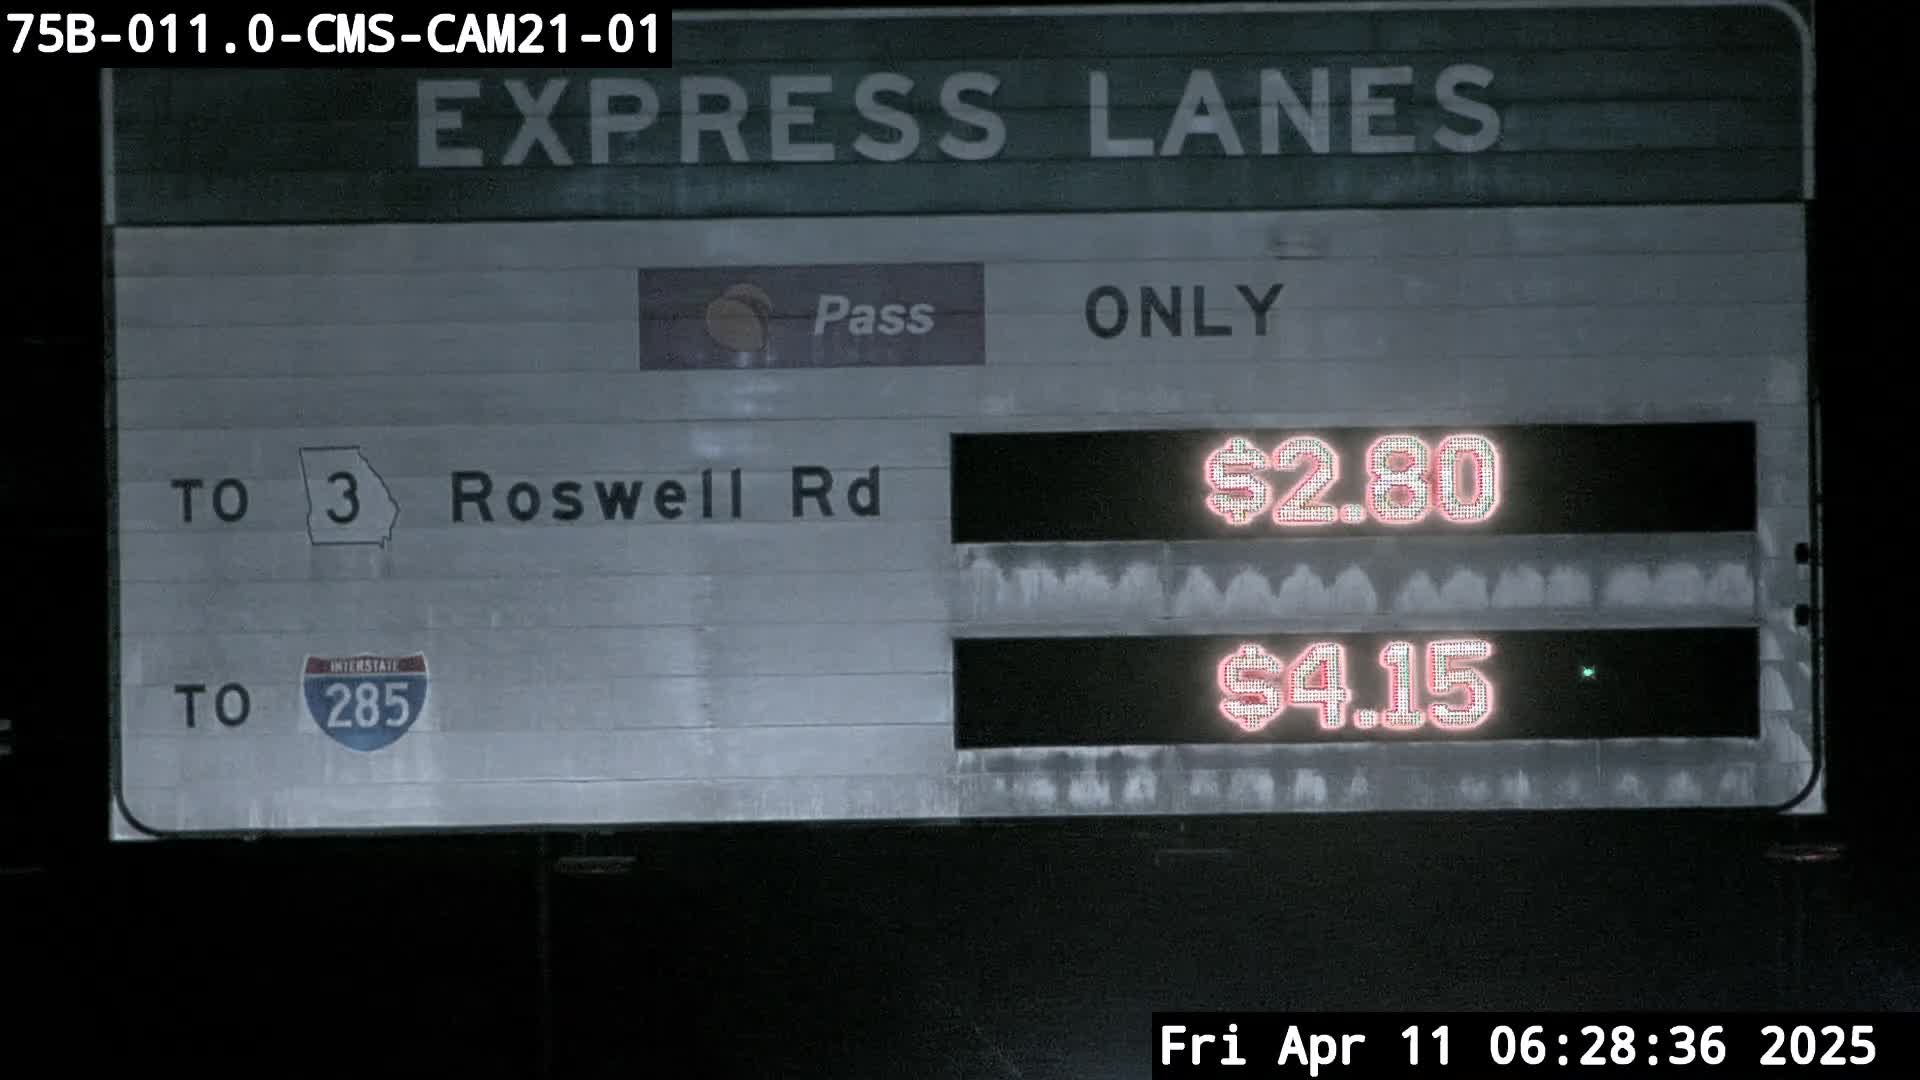 75B-011.0-CMS-CAM21-01
EXPRESS LANES
Pass ONLY
TO 3 Roswell Rd $2.80
TO INTERSTATE 285 $4.15
Fri Apr 11 06:28:36 2025